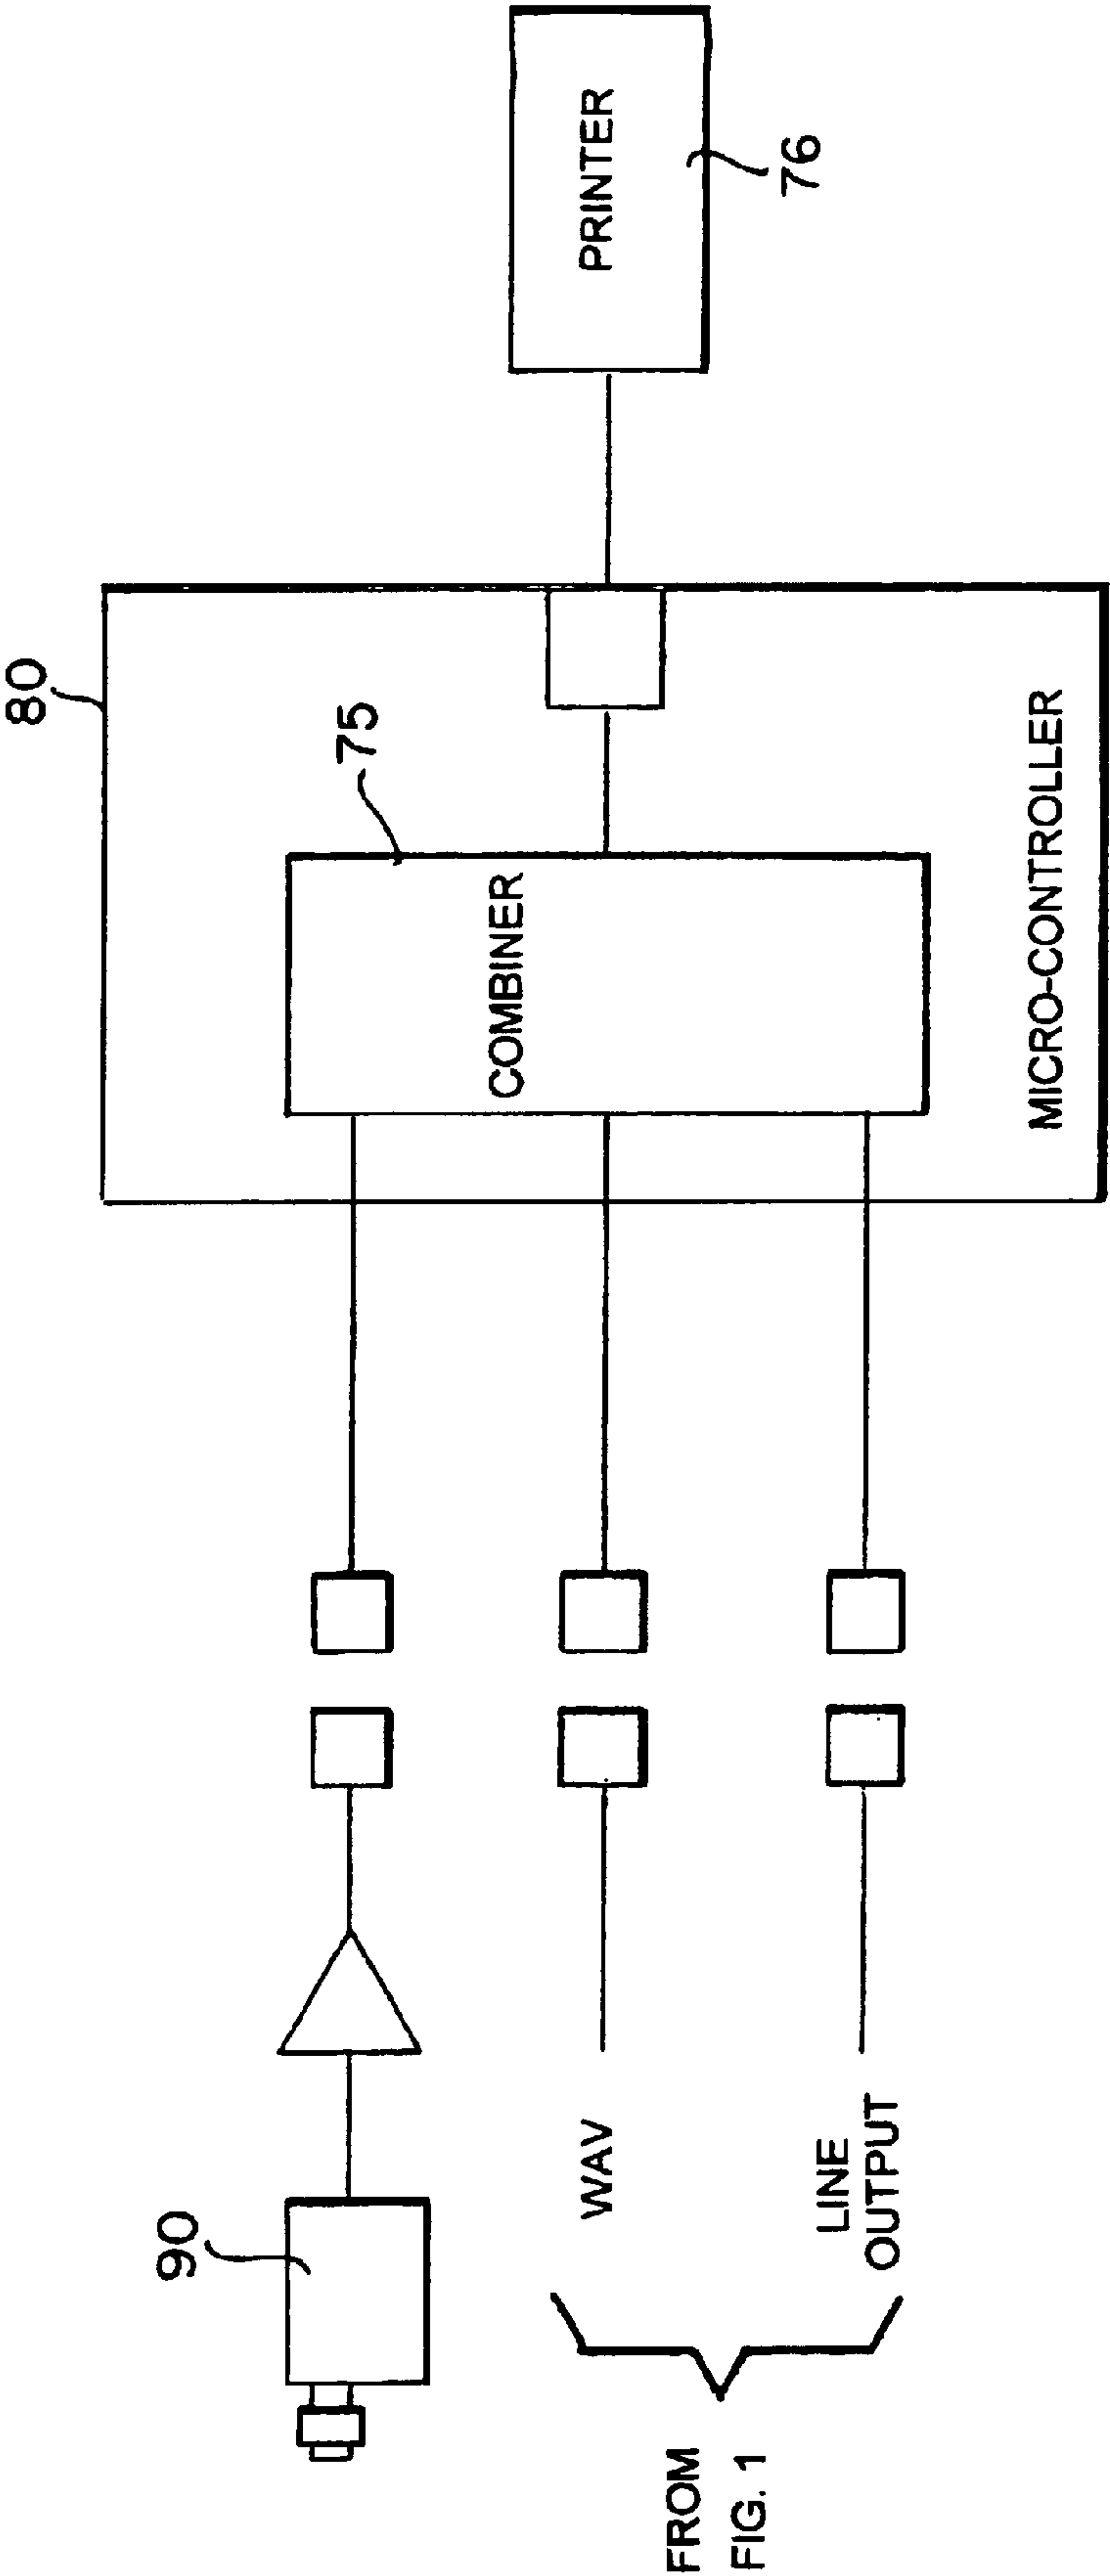 80
75
90
COMBINER
PRINTER
76
WAV
LINE
OUTPUT
MICRO-CONTROLLER
FROM
FIG. 1